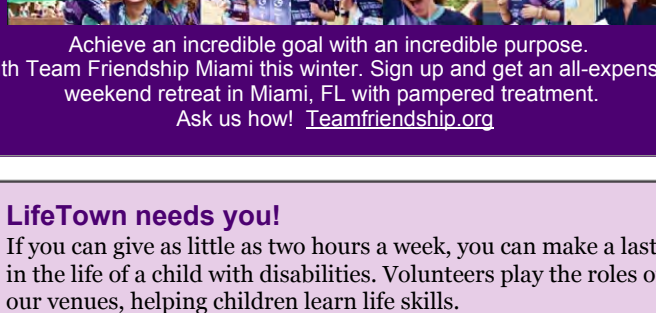 Achieve an incredible goal with an incredible purpose.
th Team Friendship Miami this winter. Sign up and get an all-expens
weekend retreat in Miami, FL with pampered treatment.
Ask us how! Teamfriendship.org
LifeTown needs you!
If you can give as little as two hours a week, you can make a last
in the life of a child with disabilities. Volunteers play the roles o
our venues, helping children learn life skills.